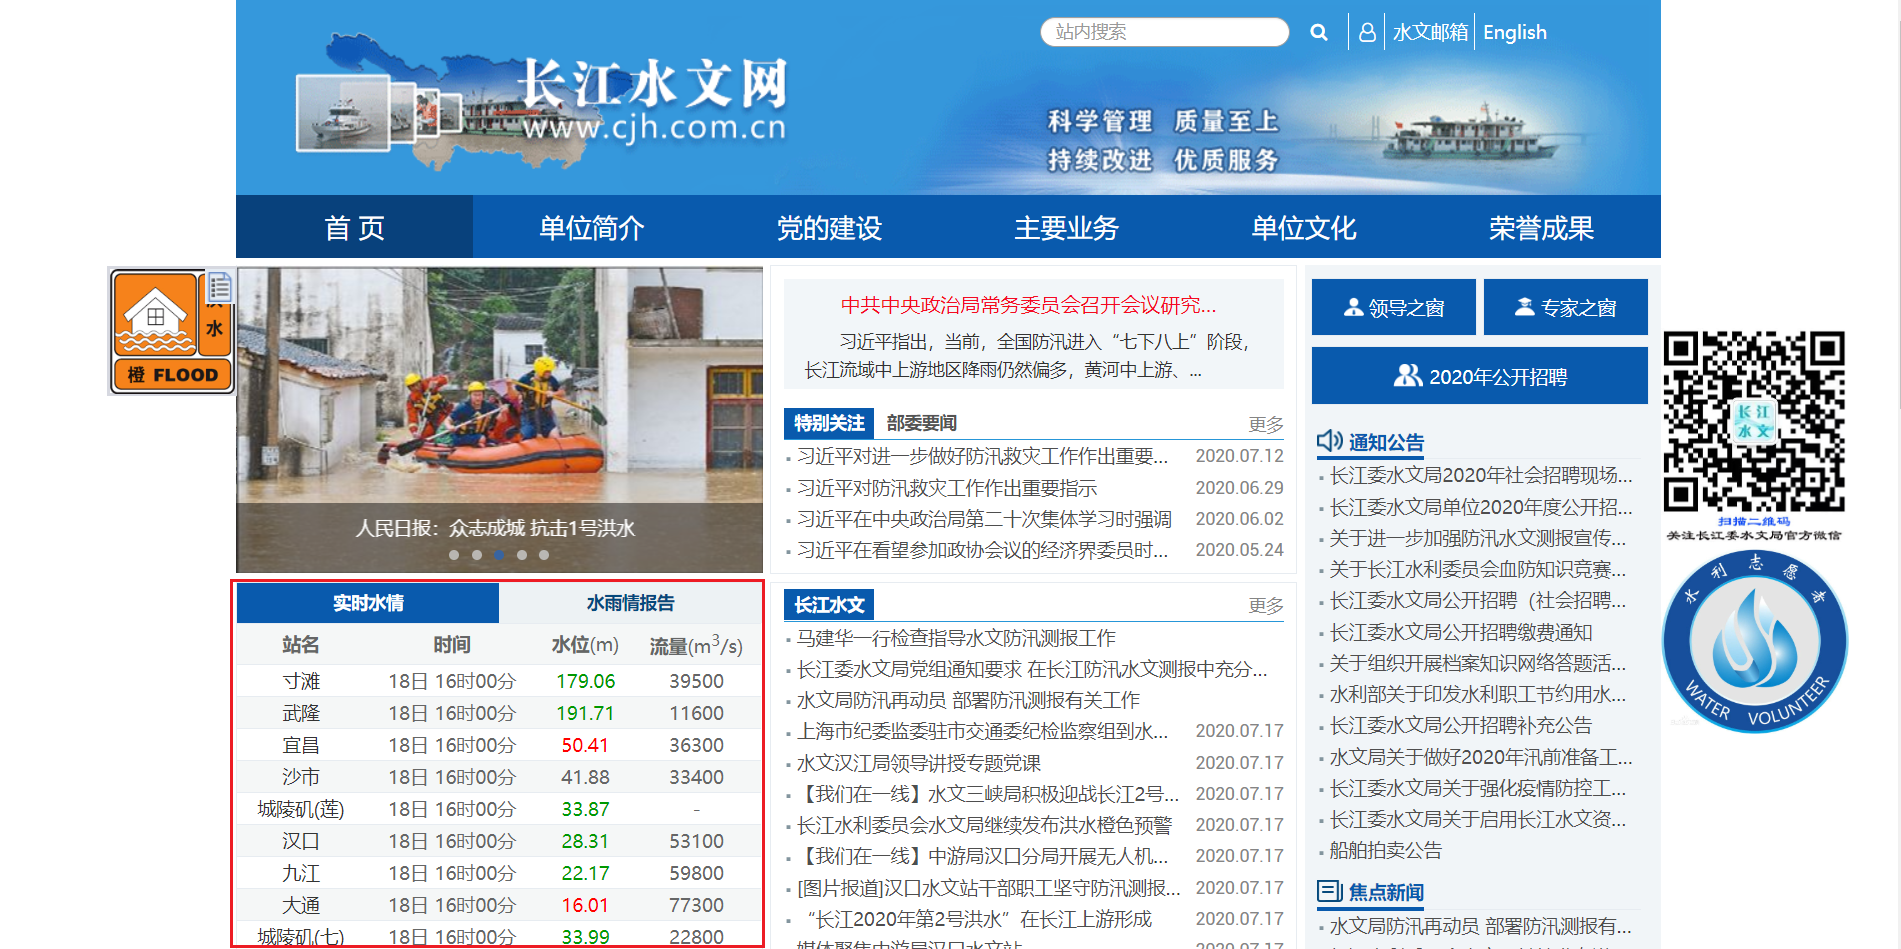 站内搜索
水文邮箱
English
长江水文网
www.cjh.com.cn
科学管理 质量至上
持续改进 优质服务
首 页
单位简介
党的建设
主要业务
单位文化
荣誉成果
水
橙 FLOOD
人民日报：众志成城 抗击1号洪水
中共中央政治局常务委员会召开会议研究...
习近平指出，当前，全国防汛进入“七下八上”阶段，
长江流域中上游地区降雨仍然偏多，黄河中上游、...
特别关注 部委要闻 更多
习近平对进一步做好防汛救灾工作作出重要... 2020.07.12
习近平对防汛救灾工作作出重要指示 2020.06.29
习近平在中央政治局第二十次集体学习时强调 2020.06.02
习近平在看望参加政协会议的经济界委员时... 2020.05.24
领导之窗
专家之窗
2020年公开招聘
通知公告
长江委水文局2020年社会招聘现场...
长江委水文局单位2020年度公开招...
关于进一步加强防汛水文测报宣传...
关于长江水利委员会血防知识竞赛...
长江委水文局公开招聘（社会招聘...
长江委水文局公开招聘缴费通知
关于组织开展档案知识网络答题活...
水利部关于印发水利职工节约用水...
长江委水文局公开招聘补充公告
水文局关于做好2020年汛前准备工...
长江委水文局关于强化疫情防控工...
长江委水文局关于启用长江水文资...
船舶拍卖公告
焦点新闻
水文局防汛再动员 部署防汛测报有...
长江
水文
扫描二维码
关注长江委水文局官方微信
水利志愿者
WATER VOLUNTEER
实时水情 水雨情报告
站名 时间 水位(m) 流量(m³/s)
寸滩 18日 16时00分 179.06 39500
武隆 18日 16时00分 191.71 11600
宜昌 18日 16时00分 50.41 36300
沙市 18日 16时00分 41.88 33400
城陵矶(莲) 18日 16时00分 33.87 -
汉口 18日 16时00分 28.31 53100
九江 18日 16时00分 22.17 59800
大通 18日 16时00分 16.01 77300
城陵矶(七) 18日 16时00分 33.99 22800
长江水文 更多
马建华一行检查指导水文防汛测报工作
长江委水文局党组通知要求 在长江防汛水文测报中充分...
水文局防汛再动员 部署防汛测报有关工作
上海市纪委监委驻市交通委纪检监察组到水... 2020.07.17
水文汉江局领导讲授专题党课 2020.07.17
【我们在一线】水文三峡局积极迎战长江2号... 2020.07.17
长江水利委员会水文局继续发布洪水橙色预警 2020.07.17
【我们在一线】中游局汉口分局开展无人机... 2020.07.17
[图片报道]汉口水文站干部职工坚守防汛测报... 2020.07.17
“长江2020年第2号洪水”在长江上游形成 2020.07.17
媒体聚焦中游局汉口水文站 2020.07.17